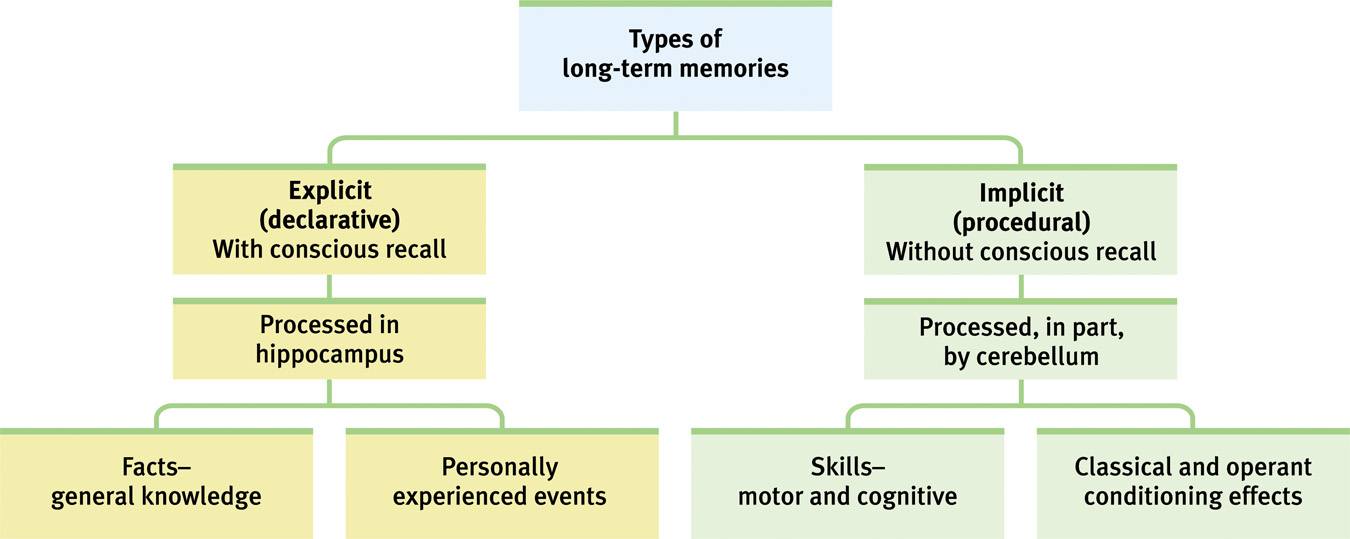 Types of
long-term memories
Explicit
(declarative)
With conscious recall
Implicit
(procedural)
Without conscious recall
Processed in
hippocampus
Processed, in part,
by cerebellum
Facts–
general knowledge
Personally
experienced events
Skills–
motor and cognitive
Classical and operant
conditioning effects